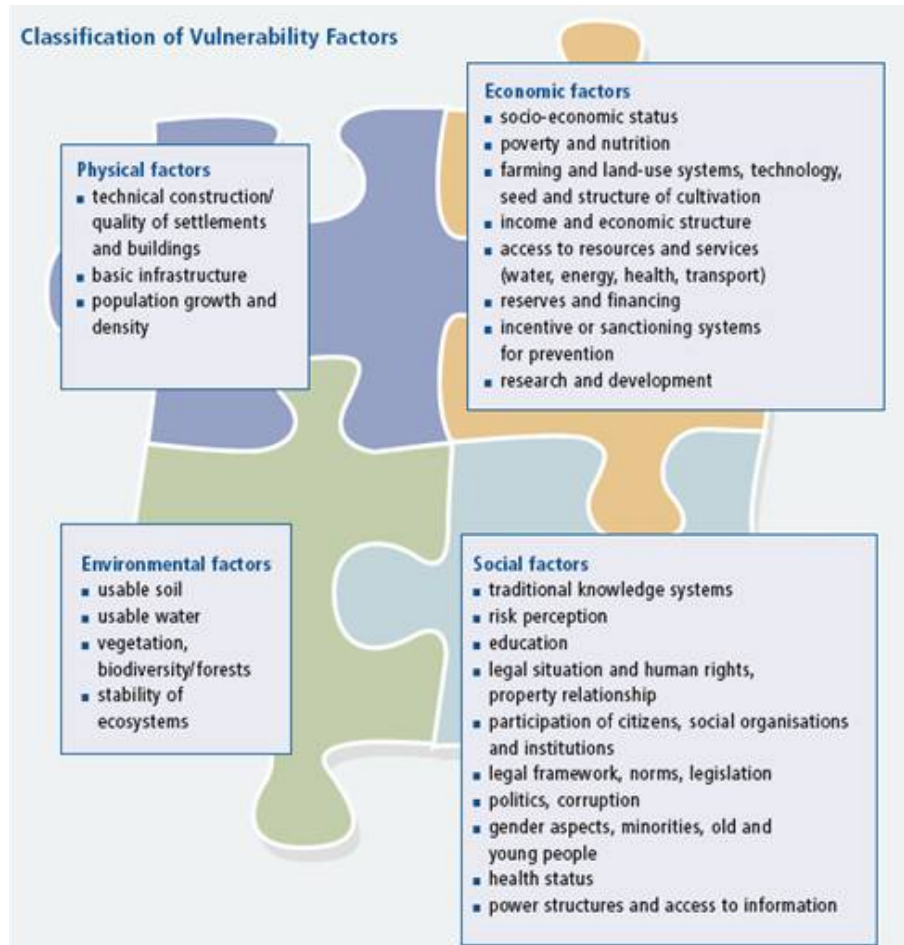 Classification of Vulnerability Factors
Physical factors
▪ technical construction/
quality of settlements
and buildings
▪ basic infrastructure
▪ population growth and
density
Economic factors
▪ socio-economic status
▪ poverty and nutrition
▪ farming and land-use systems, technology,
seed and structure of cultivation
▪ income and economic structure
▪ access to resources and services
(water, energy, health, transport)
▪ reserves and financing
▪ incentive or sanctioning systems
for prevention
▪ research and development
Environmental factors
▪ usable soil
▪ usable water
▪ vegetation,
biodiversity/forests
▪ stability of
ecosystems
Social factors
▪ traditional knowledge systems
▪ risk perception
▪ education
▪ legal situation and human rights,
property relationship
▪ participation of citizens, social organisations
and institutions
▪ legal framework, norms, legislation
▪ politics, corruption
▪ gender aspects, minorities, old and
young people
▪ health status
▪ power structures and access to information